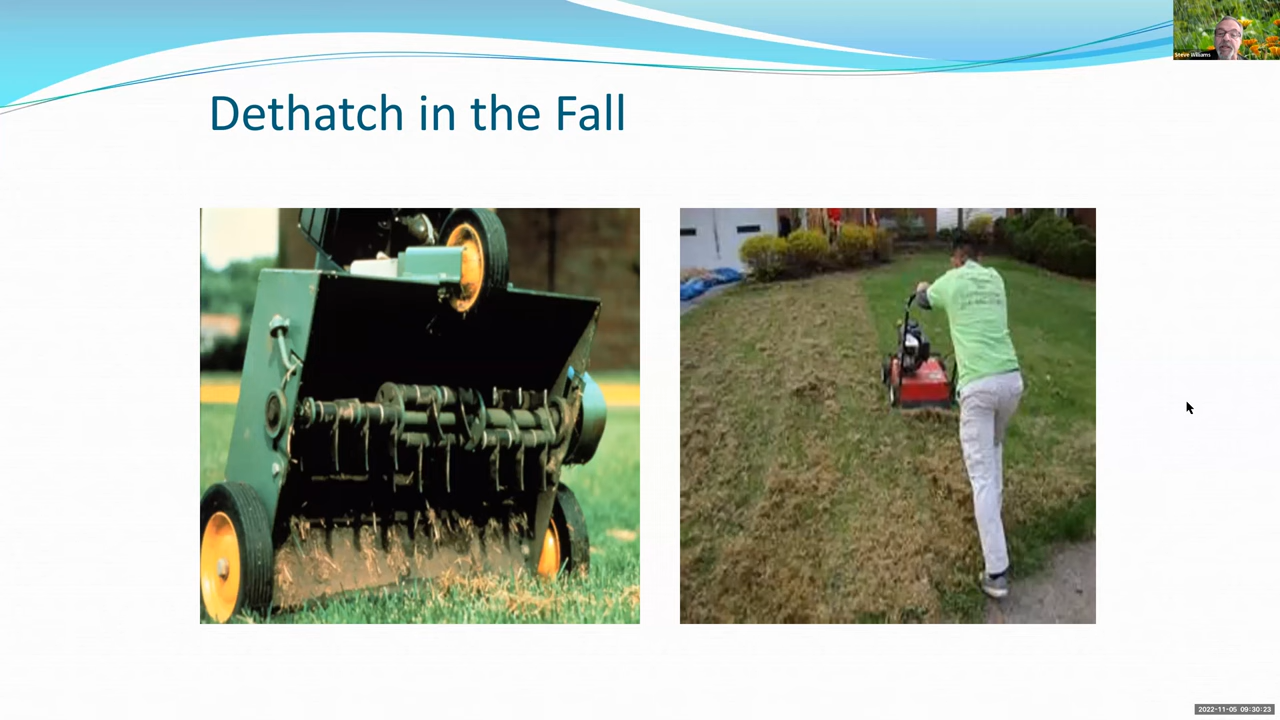 Steve Williams
Dethatch in the Fall
2022-11-05 09:30:23